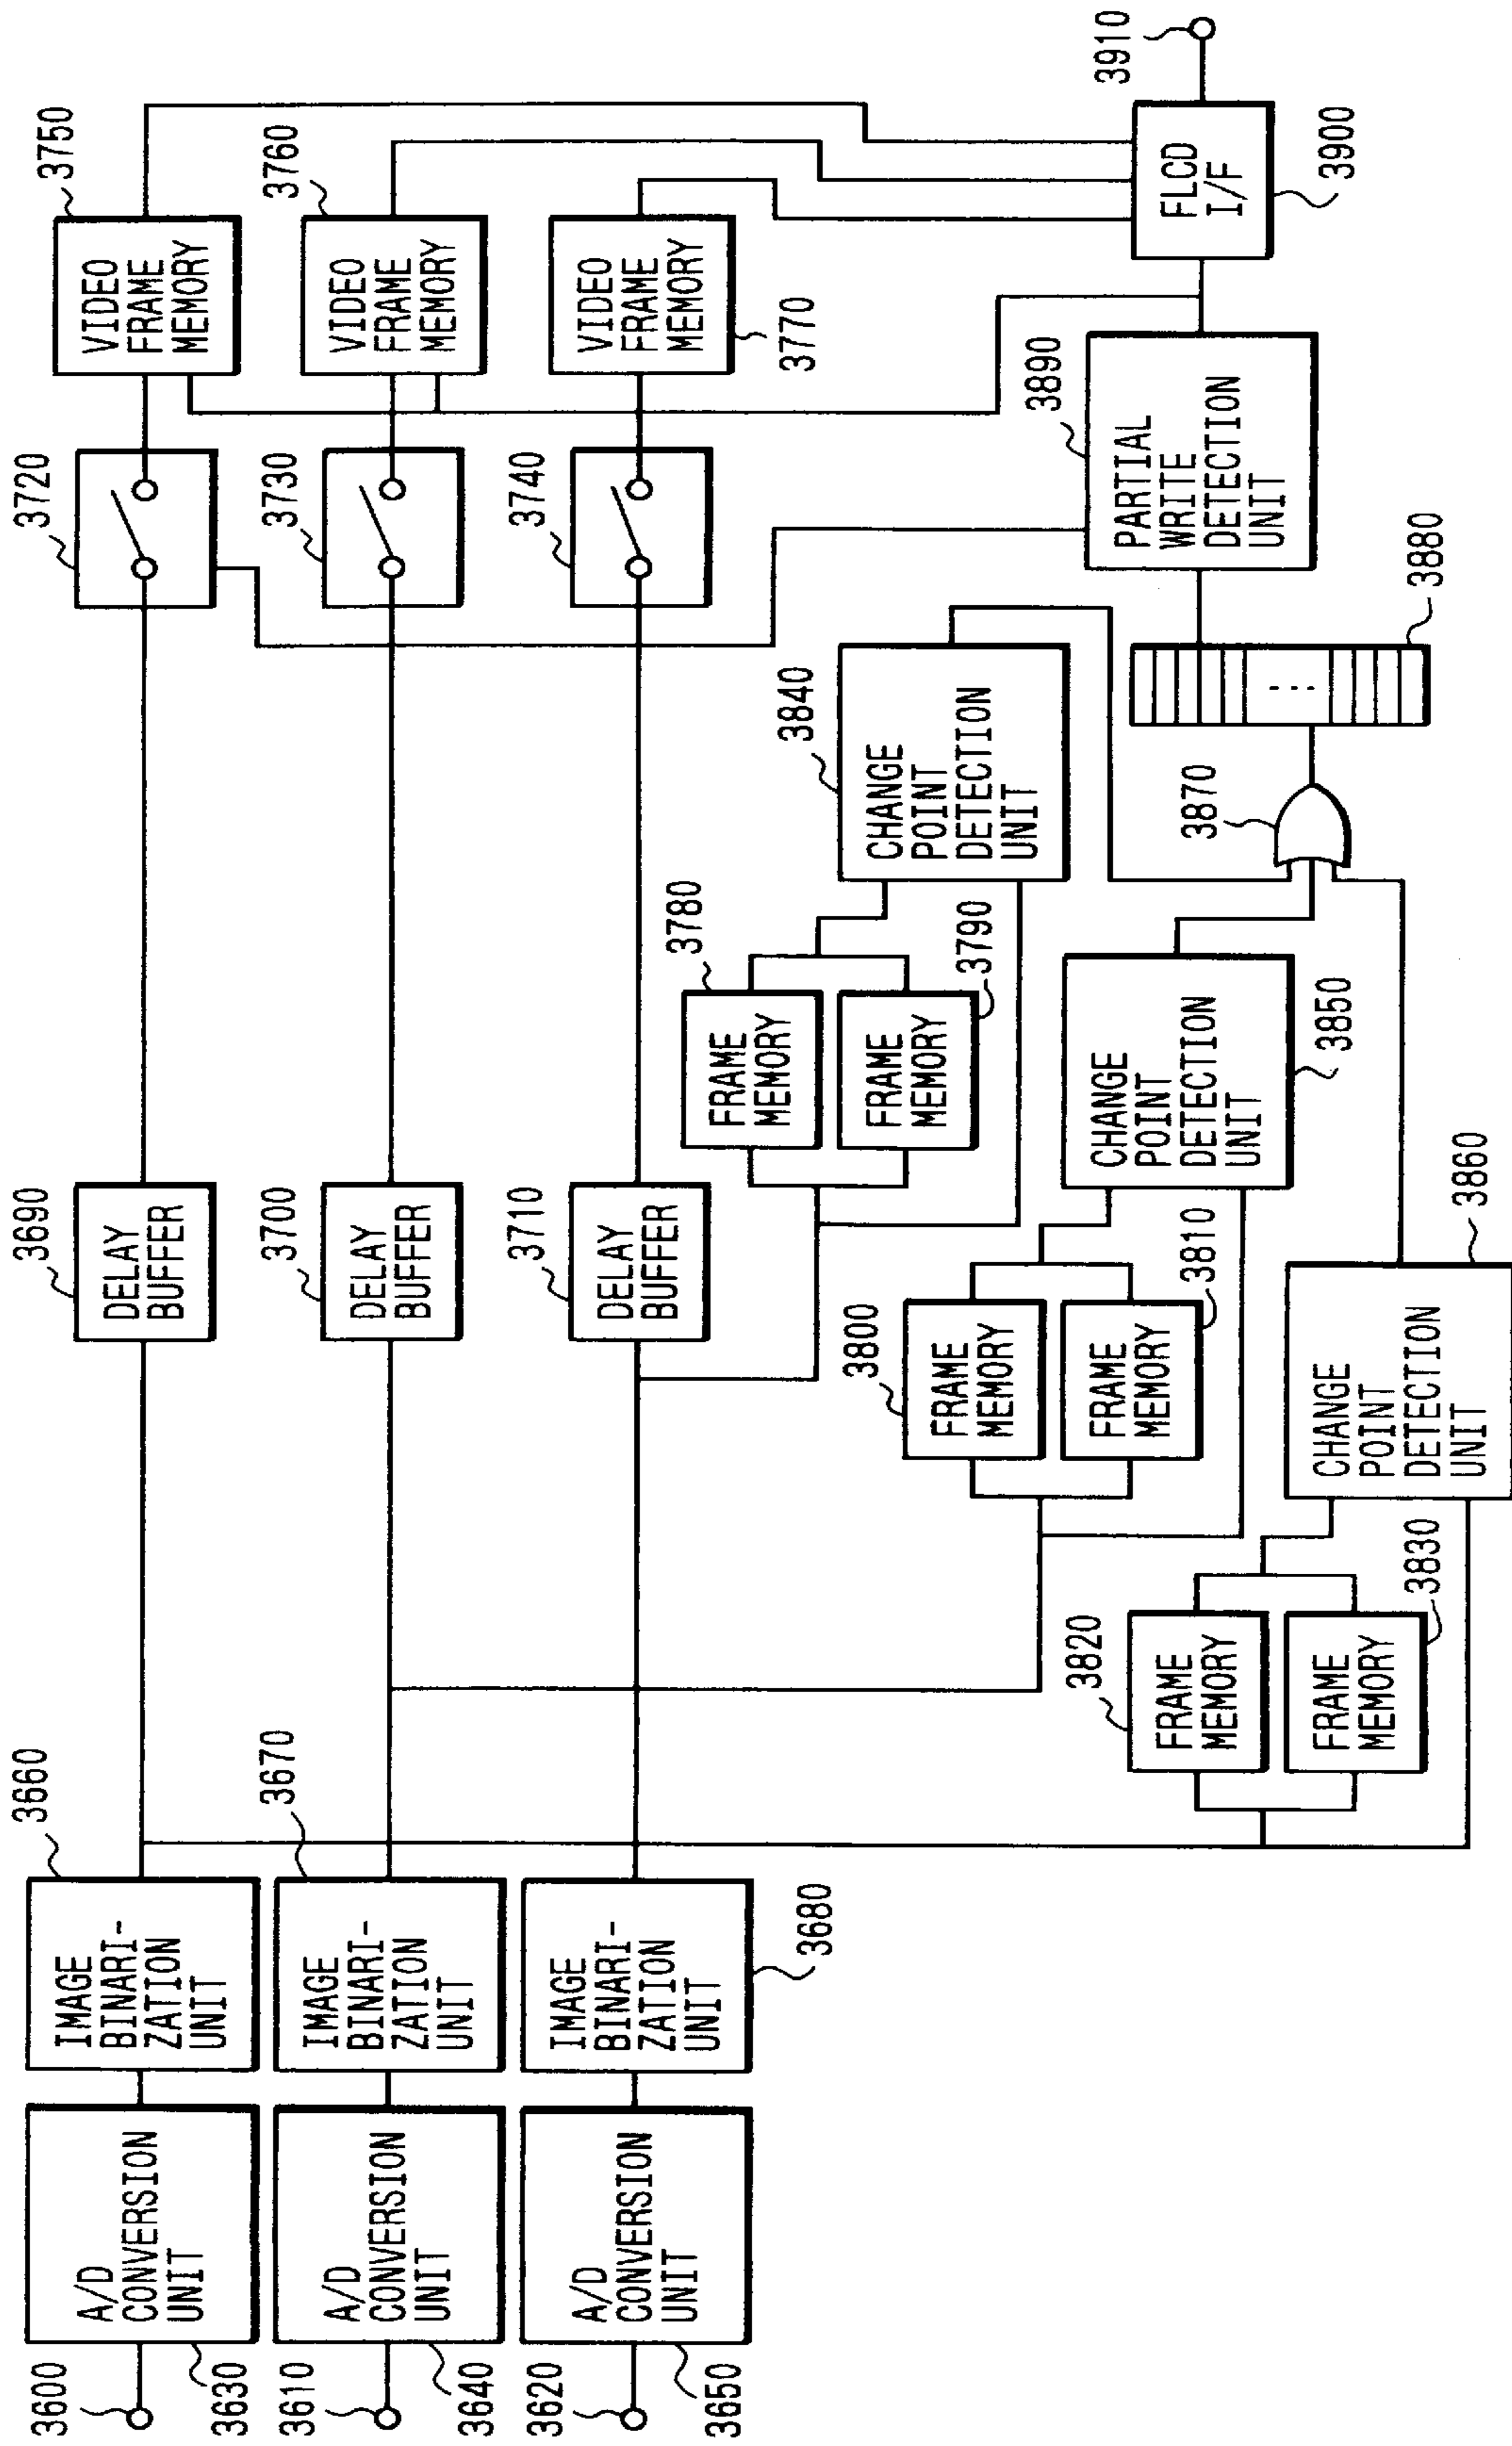 3600
3630
A/D
CONVERSION
UNIT
3660
IMAGE
BINARI-
ZATION
UNIT
3690
DELAY
BUFFER
3720
3750
VIDEO
FRAME
MEMORY
3610
3640
A/D
CONVERSION
UNIT
3670
IMAGE
BINARI-
ZATION
UNIT
3700
DELAY
BUFFER
3730
3760
VIDEO
FRAME
MEMORY
3620
3650
A/D
CONVERSION
UNIT
3680
IMAGE
BINARI-
ZATION
UNIT
3710
DELAY
BUFFER
3740
3770
VIDEO
FRAME
MEMORY
3780
FRAME
MEMORY
3790
FRAME
MEMORY
3840
CHANGE
POINT
DETECTION
UNIT
3800
FRAME
MEMORY
3810
FRAME
MEMORY
3850
CHANGE
POINT
DETECTION
UNIT
3820
FRAME
MEMORY
3830
FRAME
MEMORY
3860
CHANGE
POINT
DETECTION
UNIT
3870
3880
3890
PARTIAL
WRITE
DETECTION
UNIT
FLCD
I/F
3900
3910